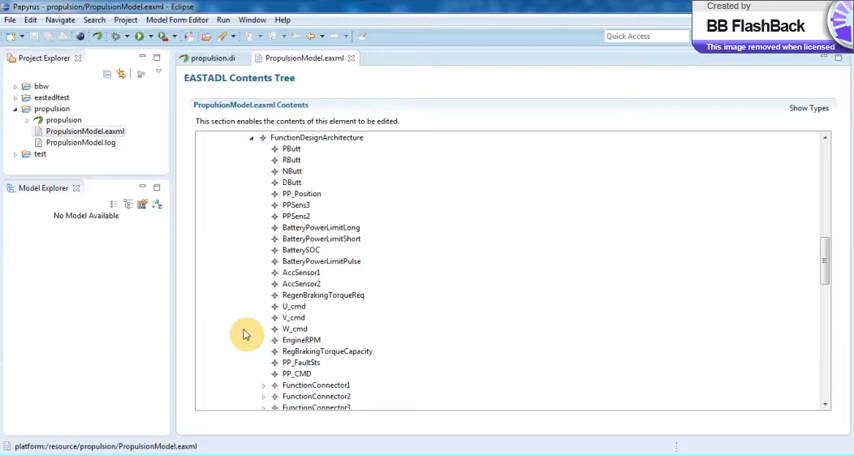 Papyrus - propulsion/PropulsionModel.eaxml - Eclipse
File Edit Navigate Search Project Model Form Editor Run Window Help
Quick Access
Created by
BB FlashBack
This image removed when licensed
Project Explorer
bbw
eastadltest
propulsion
propulsion
PropulsionModel.eaxml
PropulsionModel.log
test
Model Explorer
No Model Available
propulsion.di
PropulsionModel.eaxml
EASTADL Contents Tree
PropulsionModel.eaxml Contents
Show Types
This section enables the contents of this element to be edited.
FunctionDesignArchitecture
PButt
RButt
NButt
DButt
PP_Position
PPSens3
PPSens2
BatteryPowerLimitLong
BatteryPowerLimitShort
BatterySOC
BatteryPowerLimitPulse
AccSensor1
AccSensor2
RegenBrakingTorqueReq
U_cmd
V_cmd
W_cmd
EngineRPM
RegBrakingTorqueCapacity
PP_FaultSts
PP_CMD
FunctionConnector1
FunctionConnector2
FunctionConnector3
platform:/resource/propulsion/PropulsionModel.eaxml